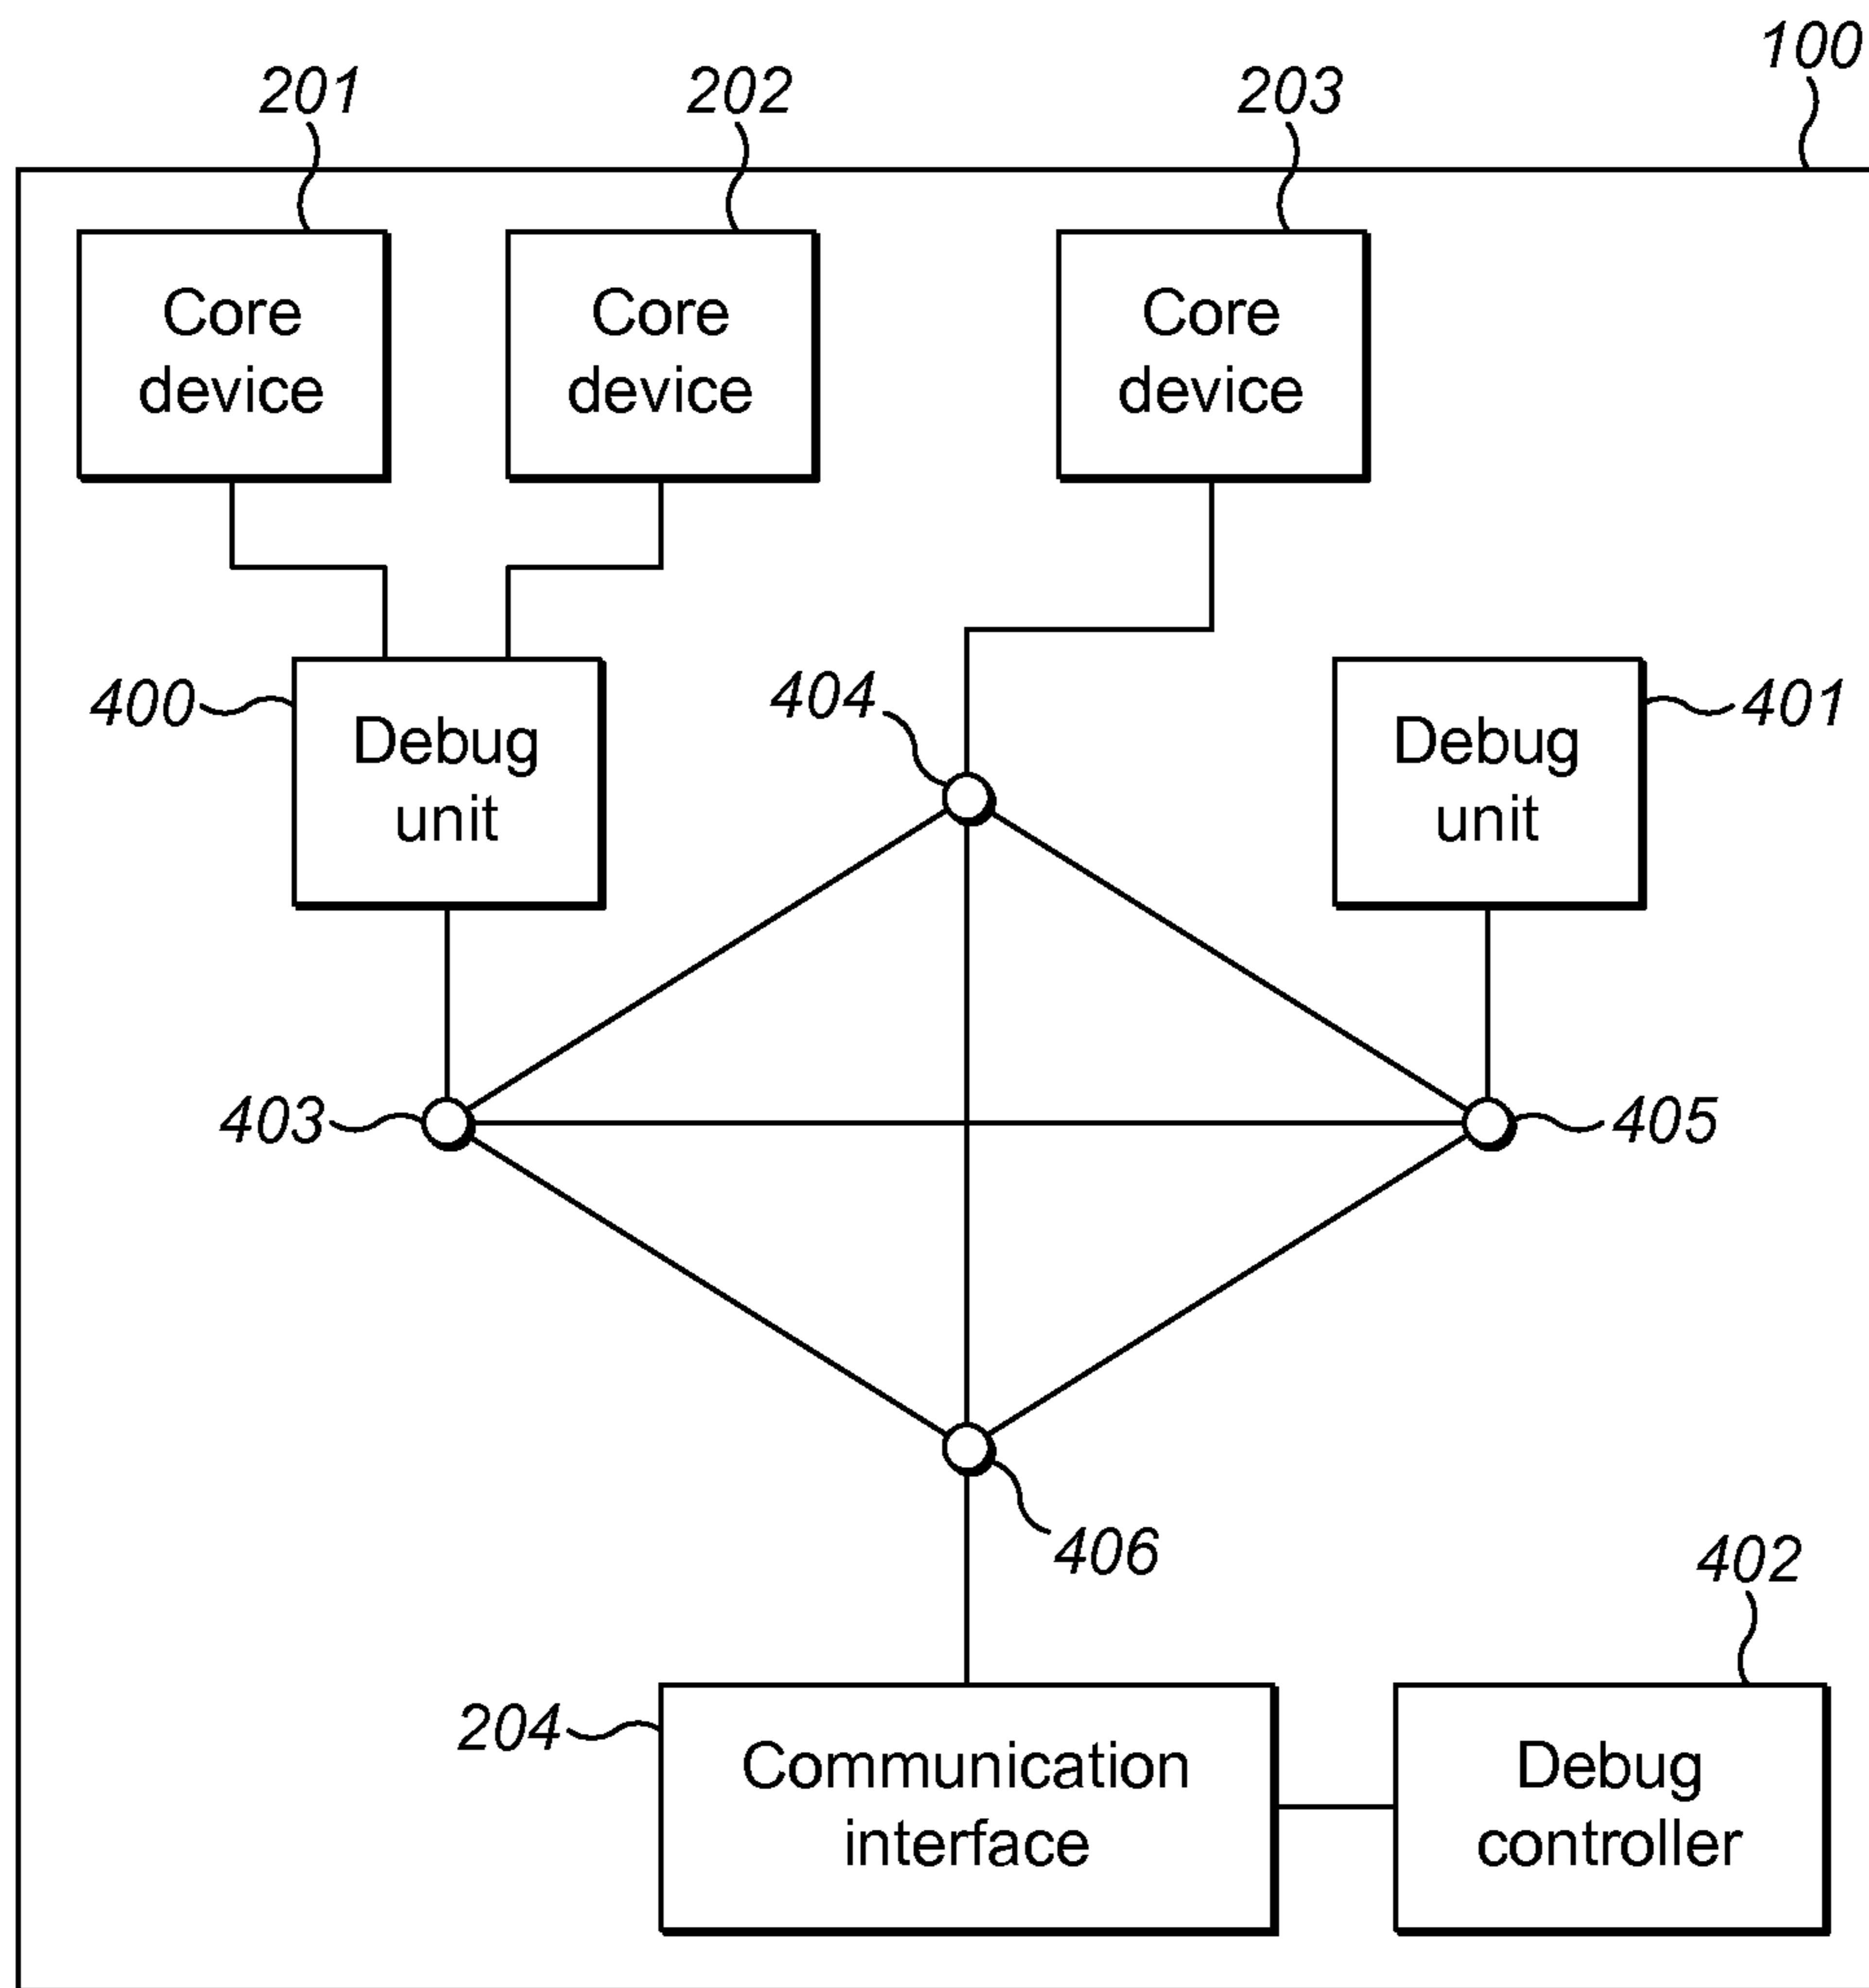 100
201
202
203
Core
device
Core
device
Core
device
400
Debug
unit
404
Debug
unit
401
403
405
406
402
204
Communication
interface
Debug
controller